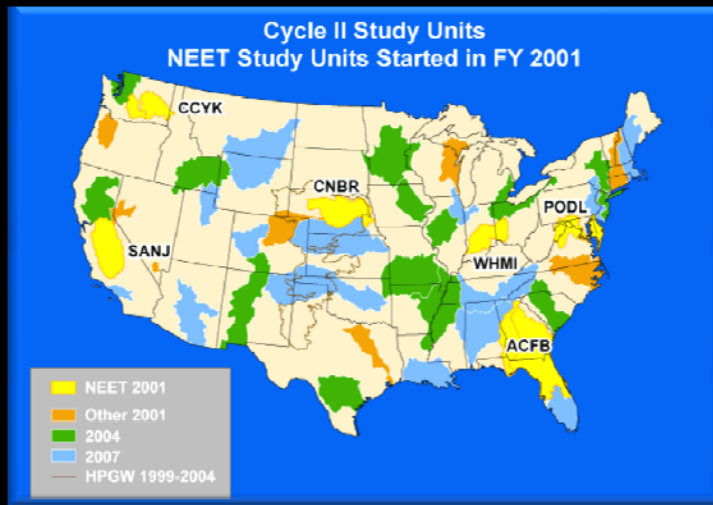 Cycle II Study Units
NEET Study Units Started in FY 2001
CCYK
CNBR
PODL
SANJ
WHMI
ACFB
NEET 2001
Other 2001
2004
2007
HPGW 1999-2004